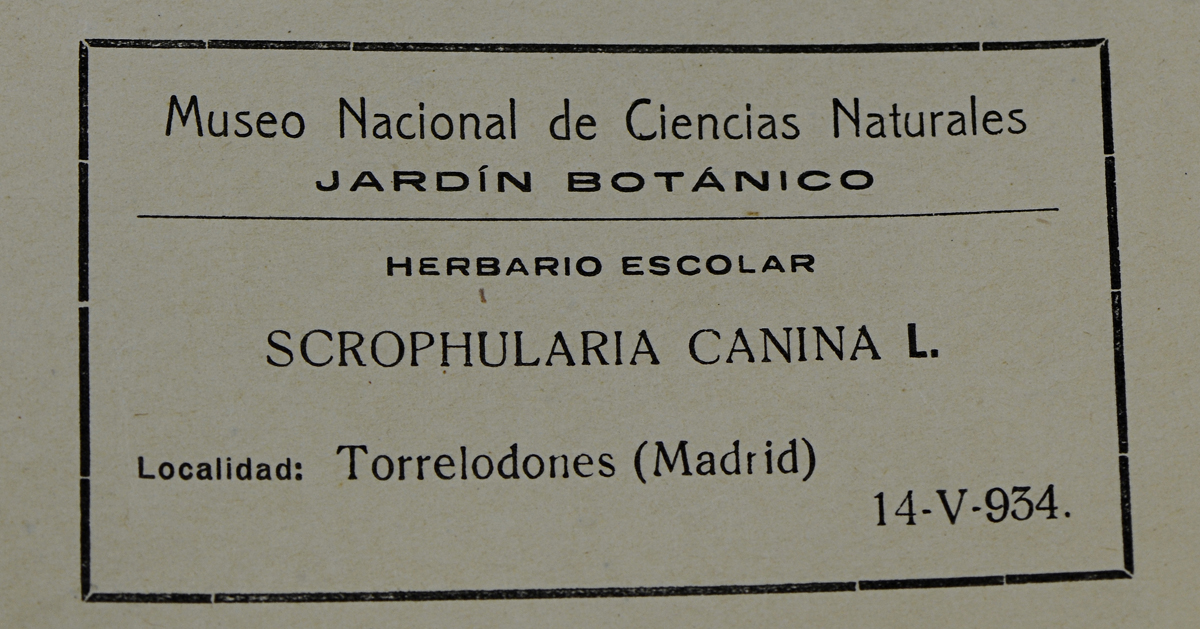 Museo Nacional de Ciencias Naturales
JARDÍN BOTÁNICO
HERBARIO ESCOLAR
SCROPHULARIA CANINA L.
Localidad: Torrelodones (Madrid)
14-V-934.